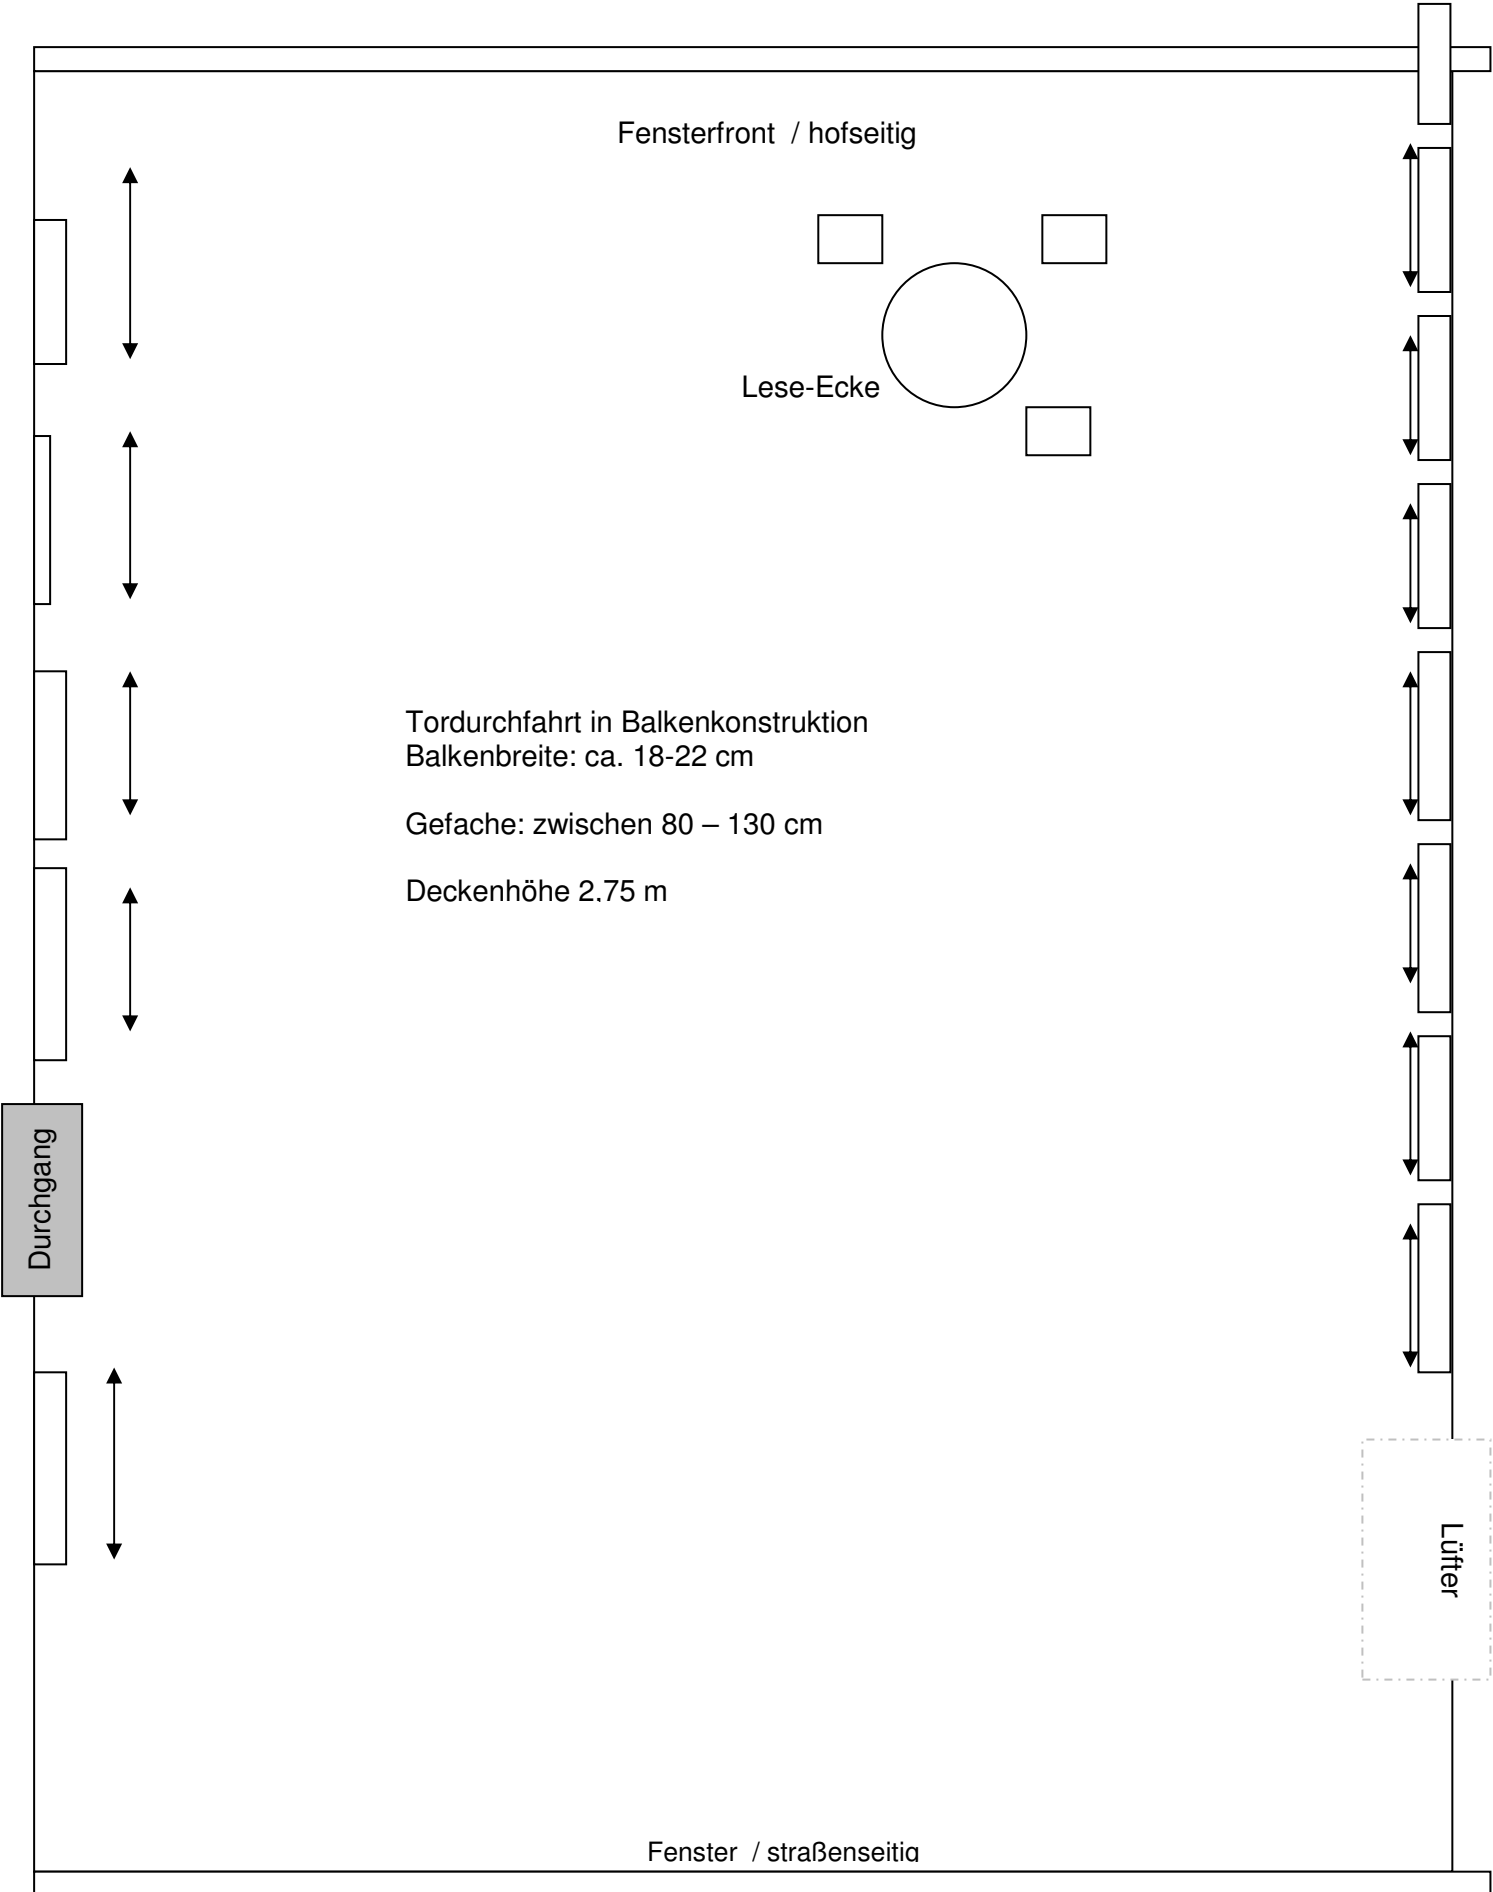 Fensterfront / hofseitig
Lese-Ecke
Tordurchfahrt in Balkenkonstruktion
Balkenbreite: ca. 18-22 cm
Gefache: zwischen 80 – 130 cm
Deckenhöhe 2,75 m
Durchgang
Lüfter
Fenster / straßenseitig